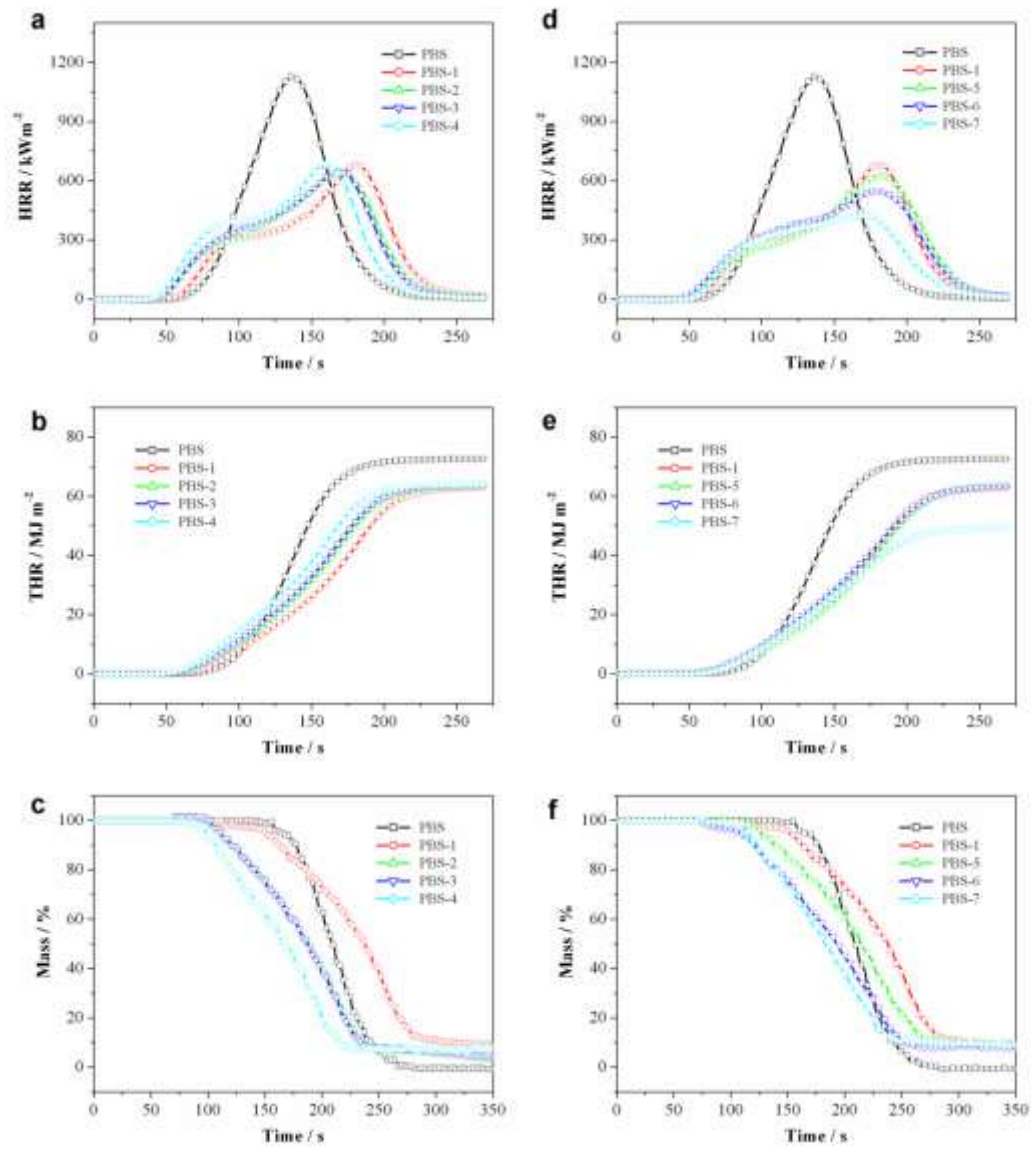 a
HRR / kWm-2
1200
900
600
300
0
PBS
PBS-1
PBS-2
PBS-3
PBS-4
0 50 100 150 200 250
Time / s
d
HRR / kWm-2
1200
900
600
300
0
PBS
PBS-1
PBS-5
PBS-6
PBS-7
0 50 100 150 200 250
Time / s
b
THR / MJ m-2
80
60
40
20
0
PBS
PBS-1
PBS-2
PBS-3
PBS-4
0 50 100 150 200 250
Time / s
e
THR / MJ m-2
80
60
40
20
0
PBS
PBS-1
PBS-5
PBS-6
PBS-7
0 50 100 150 200 250
Time / s
c
Mass / %
100
80
60
40
20
0
PBS
PBS-1
PBS-2
PBS-3
PBS-4
0 50 100 150 200 250 300 350
Time / s
f
Mass / %
100
80
60
40
20
0
PBS
PBS-1
PBS-5
PBS-6
PBS-7
0 50 100 150 200 250 300 350
Time / s